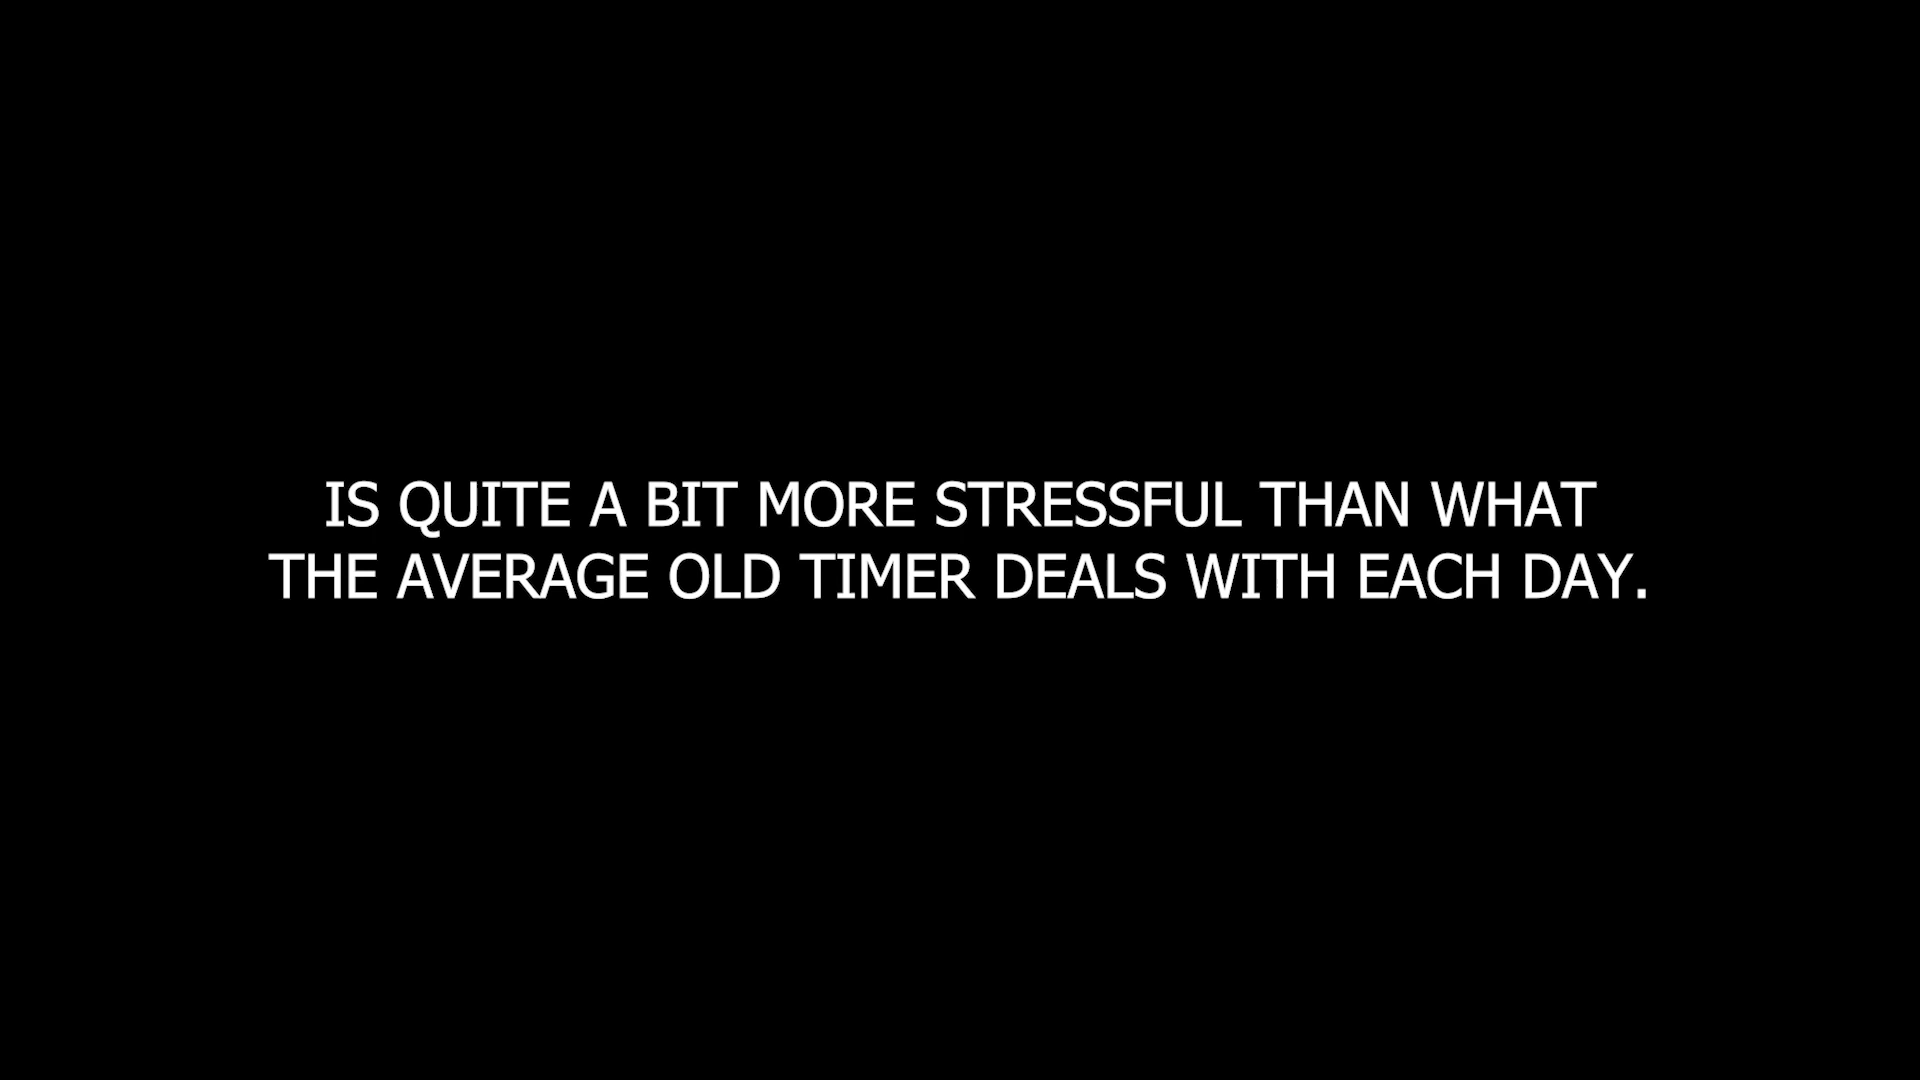 IS QUITE A BIT MORE STRESSFUL THAN WHAT
THE AVERAGE OLD TIMER DEALS WITH EACH DAY.